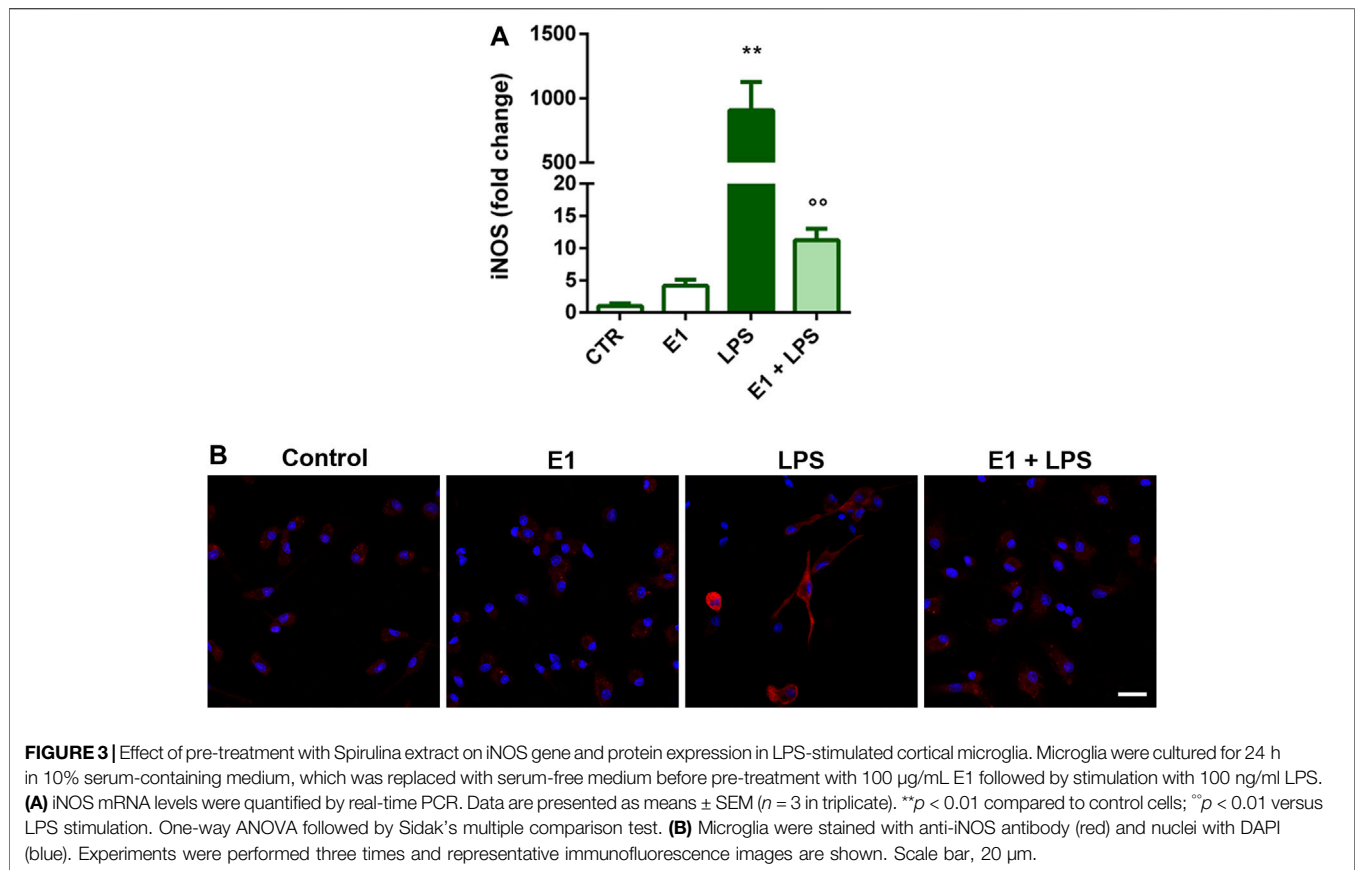 A
1500
**
1000
500
20
15
°°
10
5
0
iNOS (fold change)
CTR
E1
LPS
E1 + LPS
B
Control
E1
LPS
E1 + LPS
FIGURE 3 | Effect of pre-treatment with Spirulina extract on iNOS gene and protein expression in LPS-stimulated cortical microglia. Microglia were cultured for 24 h
in 10% serum-containing medium, which was replaced with serum-free medium before pre-treatment with 100 µg/mL E1 followed by stimulation with 100 ng/ml LPS.
(A) iNOS mRNA levels were quantified by real-time PCR. Data are presented as means ± SEM (n = 3 in triplicate). **p < 0.01 compared to control cells; °°p < 0.01 versus
LPS stimulation. One-way ANOVA followed by Sidak’s multiple comparison test. (B) Microglia were stained with anti-iNOS antibody (red) and nuclei with DAPI
(blue). Experiments were performed three times and representative immunofluorescence images are shown. Scale bar, 20 µm.